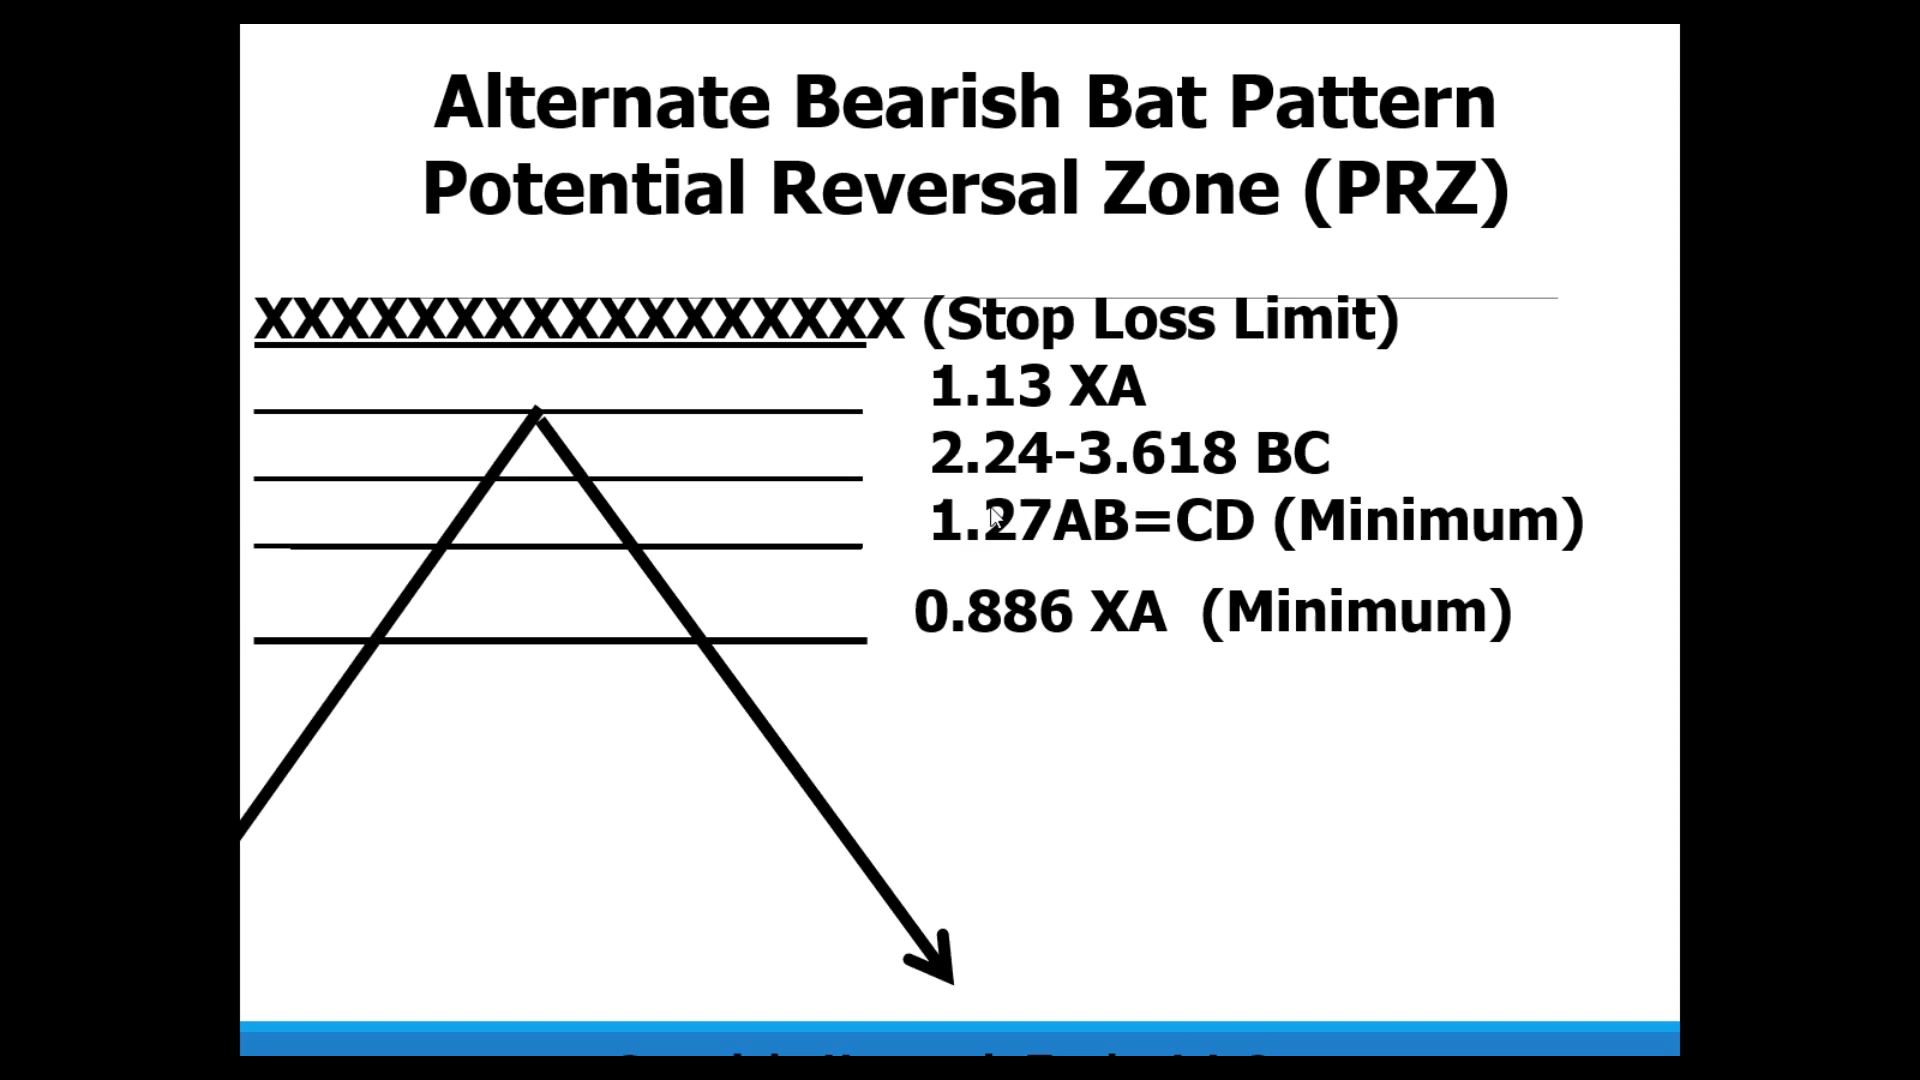 Alternate Bearish Bat Pattern
Potential Reversal Zone (PRZ)
XXXXXXXXXXXXXXXXX (Stop Loss Limit)
1.13 XA
2.24-3.618 BC
1.27AB=CD (Minimum)
0.886 XA (Minimum)